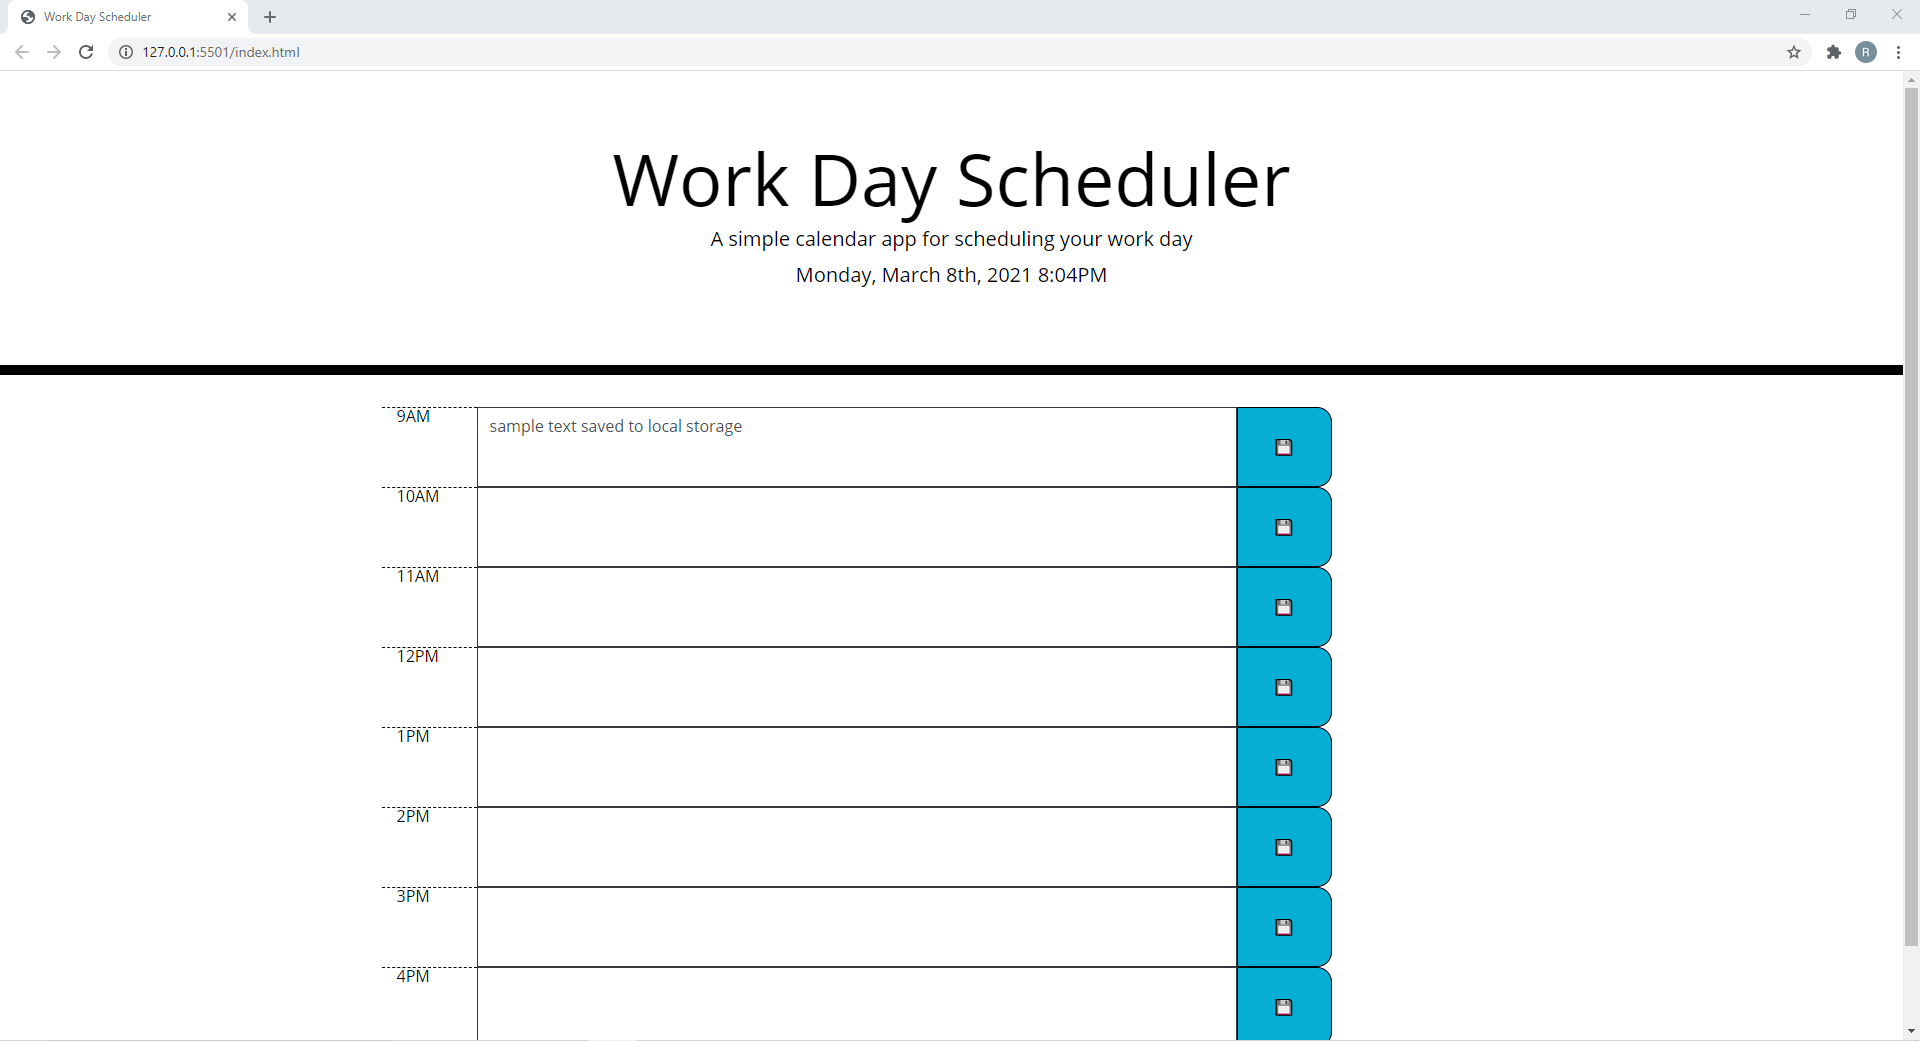 Work Day Scheduler
127.0.0.1:5501/index.html
R
Work Day Scheduler
A simple calendar app for scheduling your work day
Monday, March 8th, 2021 8:04PM
9AM
sample text saved to local storage
10AM
11AM
12PM
1PM
2PM
3PM
4PM